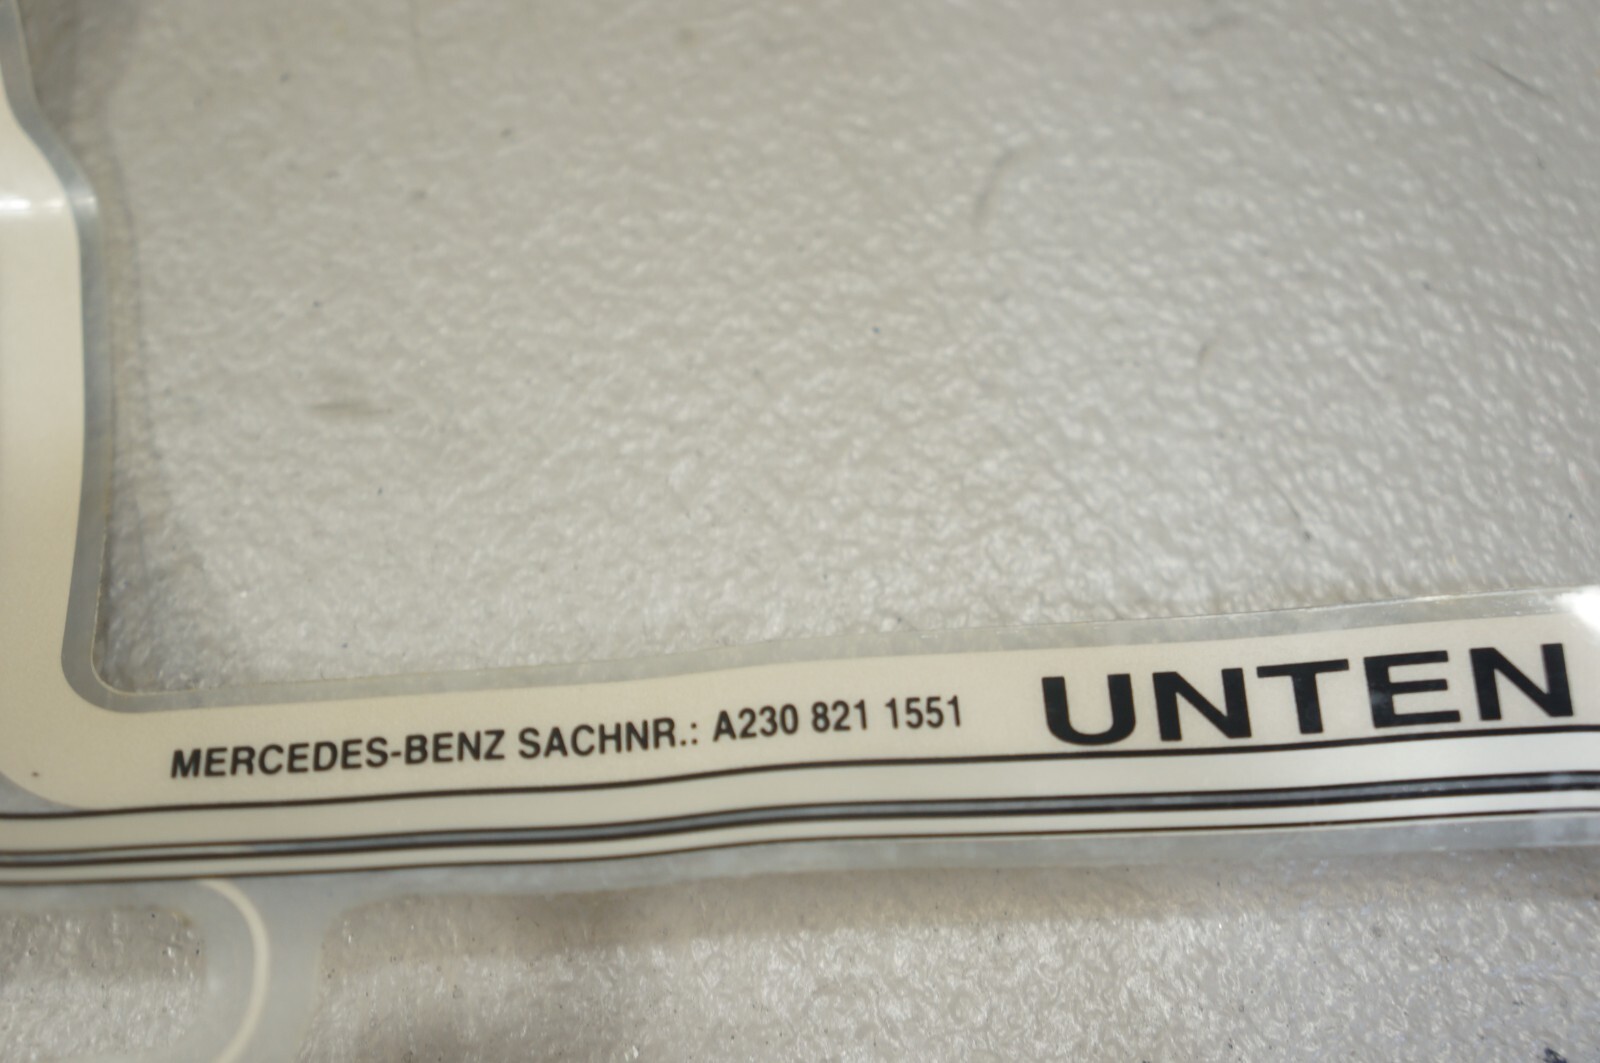 MERCEDES-BENZ SACHNR.: A230 821 1551 UNTEN